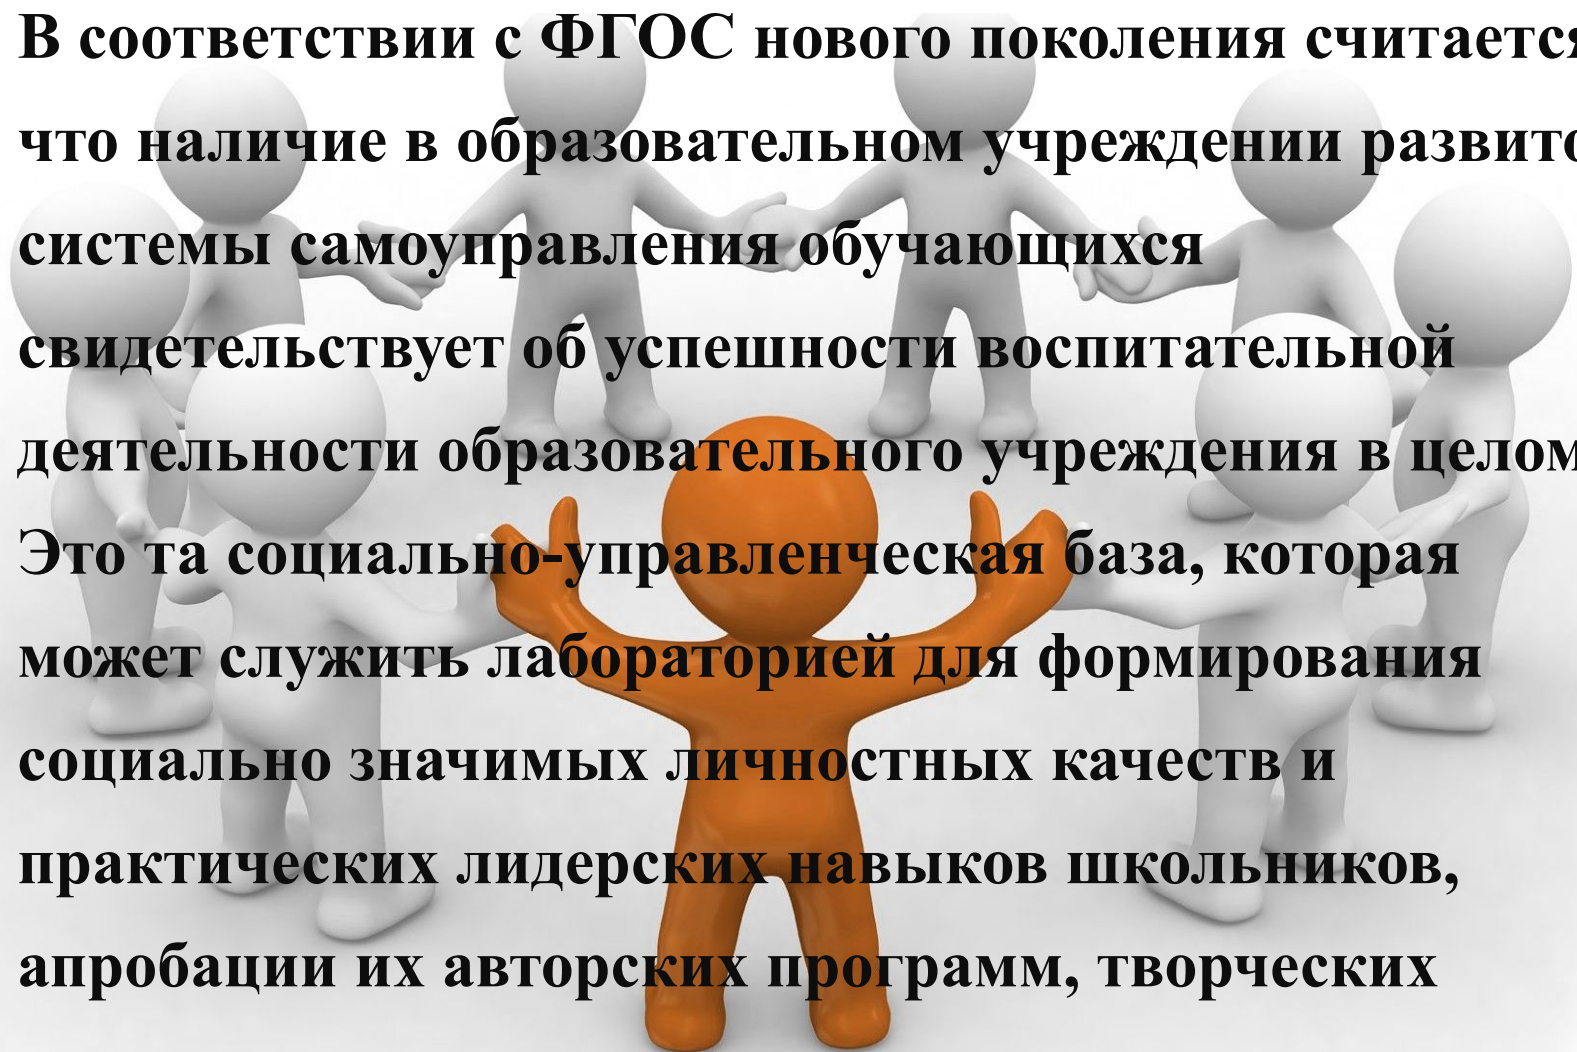 В соответствии с ФГОС нового поколения считается
что наличие в образовательном учреждении развито
системы самоуправления обучающихся
свидетельствует об успешности воспитательной
деятельности образовательного учреждения в целом
Это та социально-управленческая база, которая
может служить лабораторией для формирования
социально значимых личностных качеств и
практических лидерских навыков школьников,
апробации их авторских программ, творческих